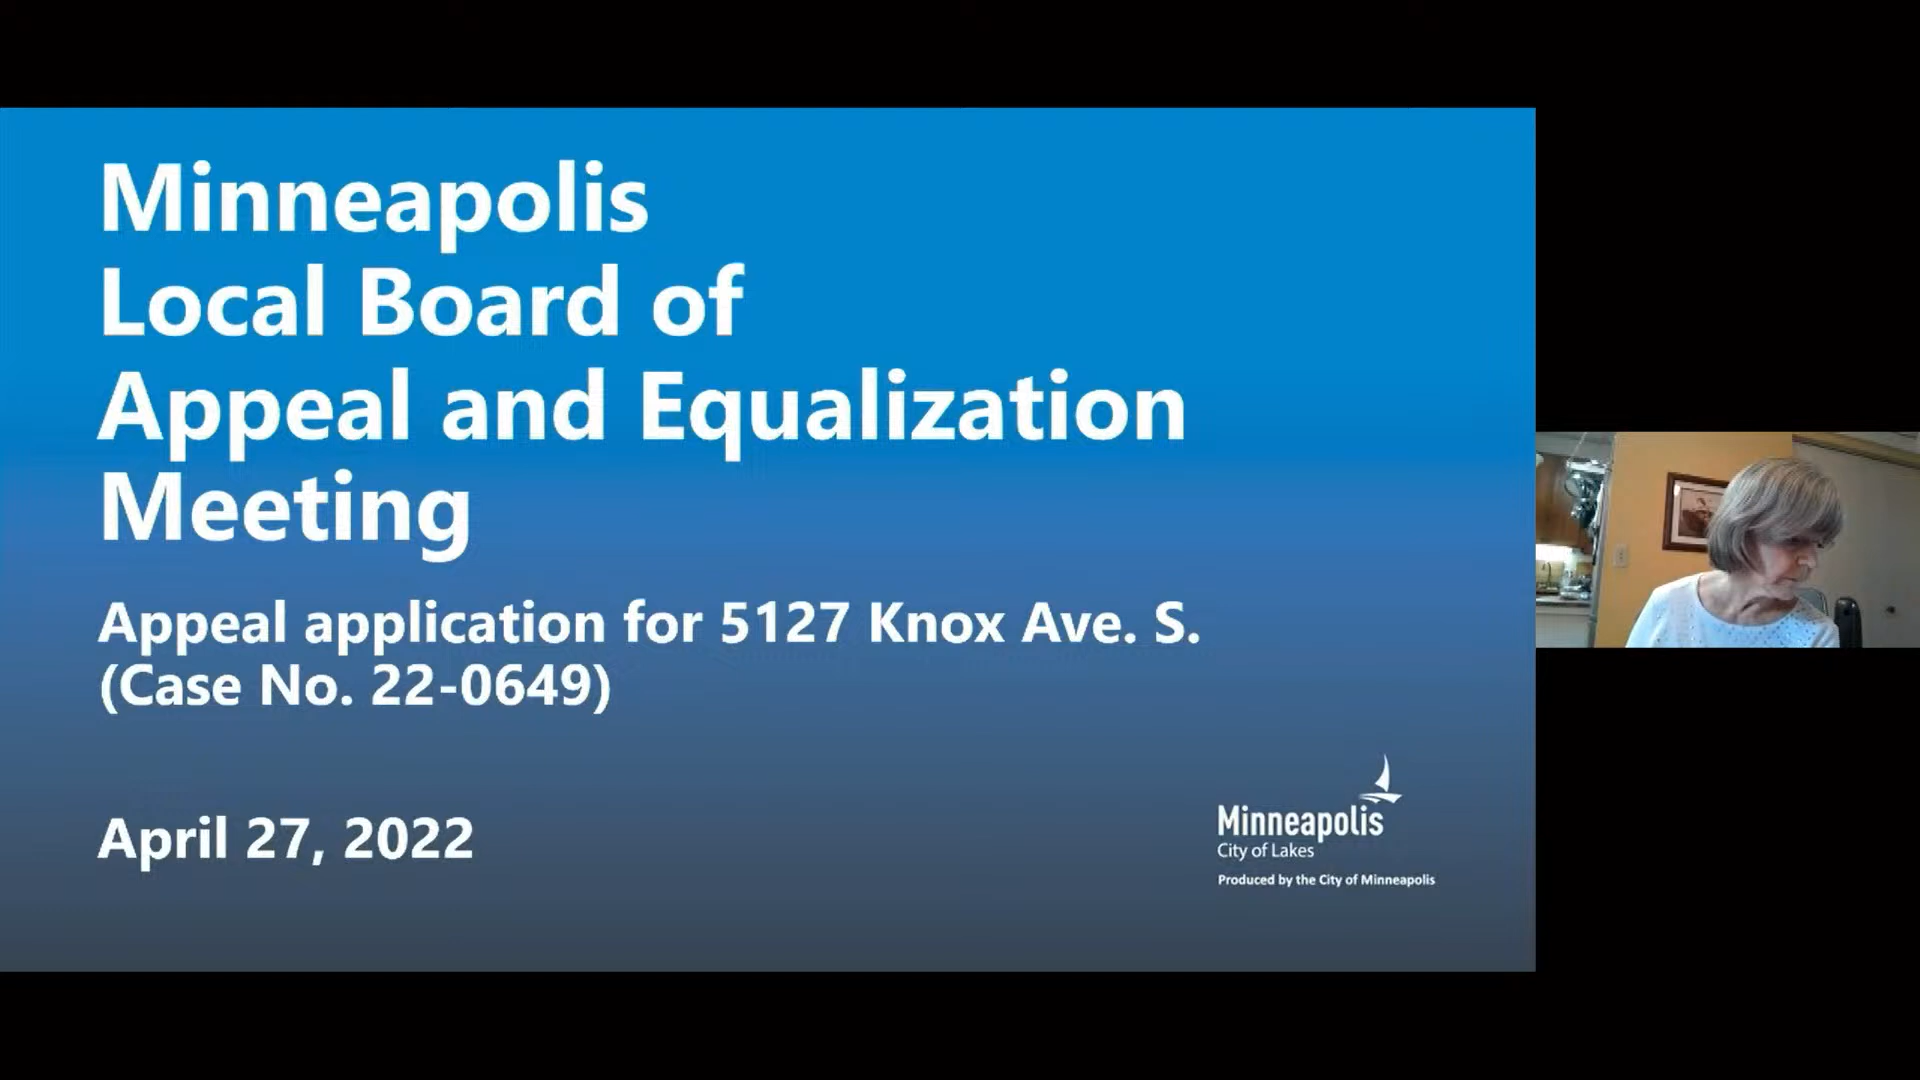 Minneapolis
Local Board of
Appeal and Equalization
Meeting
Appeal application for 5127 Knox Ave. S.
(Case No. 22-0649)
April 27, 2022
Minneapolis
City of Lakes
Produced by the City of Minneapolis